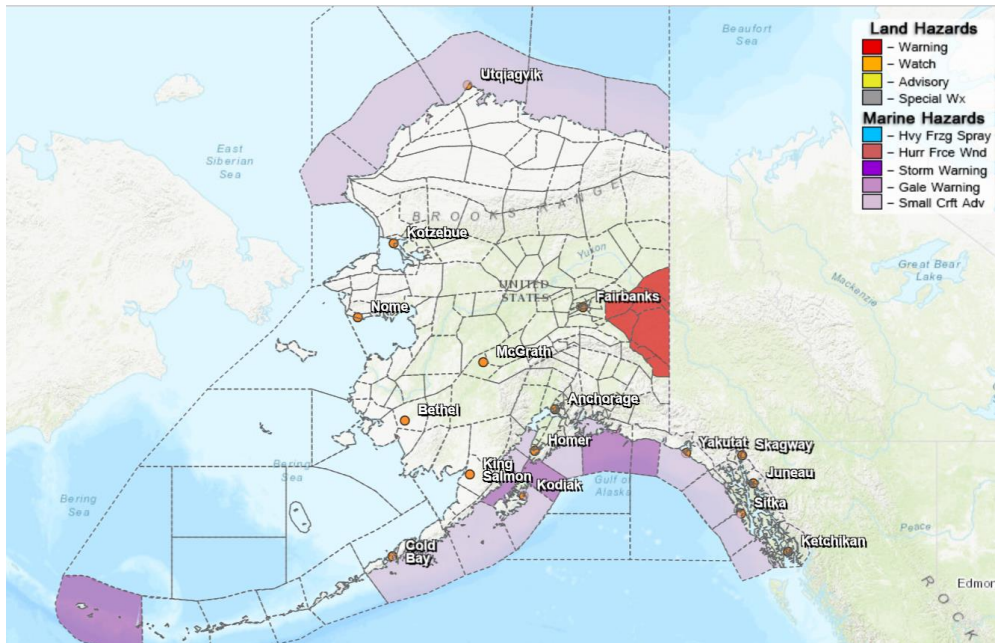 Beaufort
Sea
Land Hazards
– Warning
– Watch
– Advisory
– Special Wx
Marine Hazards
– Hvy Frzg Spray
– Hurr Frce Wnd
– Storm Warning
– Gale Warning
– Small Crft Adv
Utqiagvik
East
Siberian
Sea
BROOKS RANGE
Kotzebue
Yukon
Great Bear
Lake
Mackenzie
UNITED
STATES
Fairbanks
Nome
McGrath
Anchorage
Bethel
Homer
Yakutat
Skagway
King
Salmon
Juneau
Bering
Sea
Kodiak
Gulf of
Alaska
Bering
Sea
Sitka
Peace
Cold
Bay
Ketchikan
Edmon
ROCK